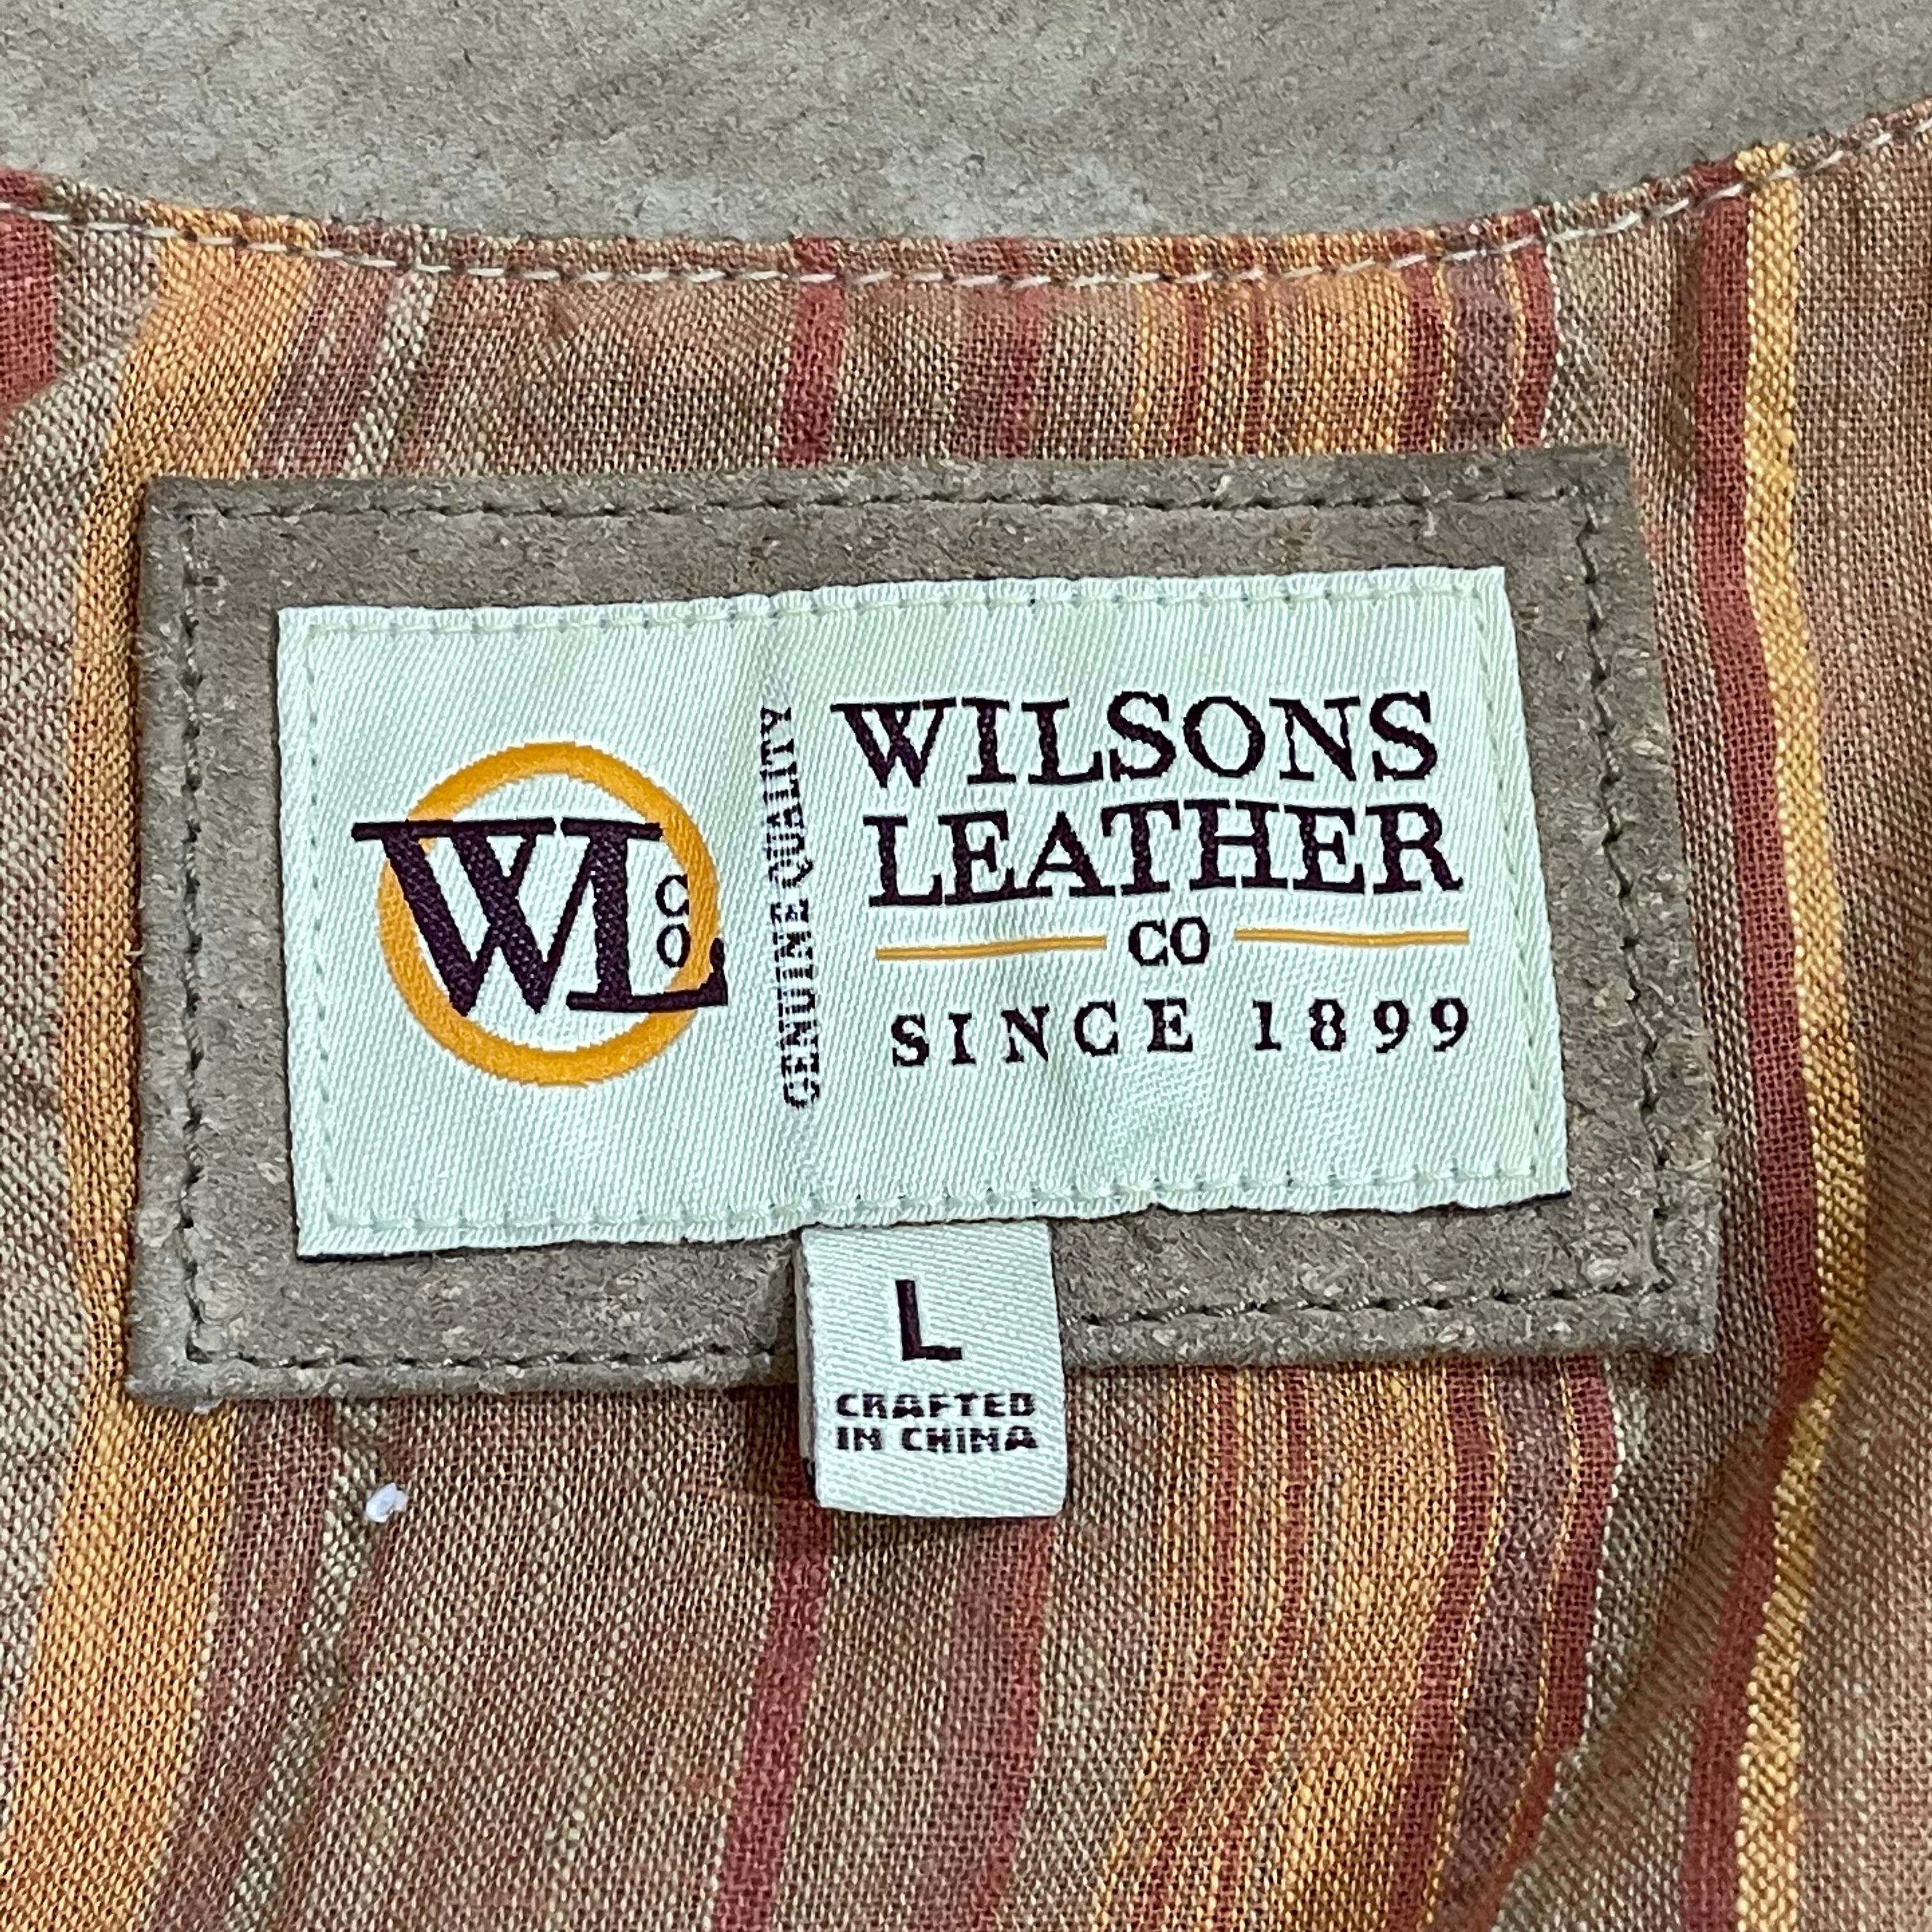 WL
CO
GENUINE QUALITY
WILSONS
LEATHER
CO
SINCE 1899
L
CRAFTED
IN CHINA